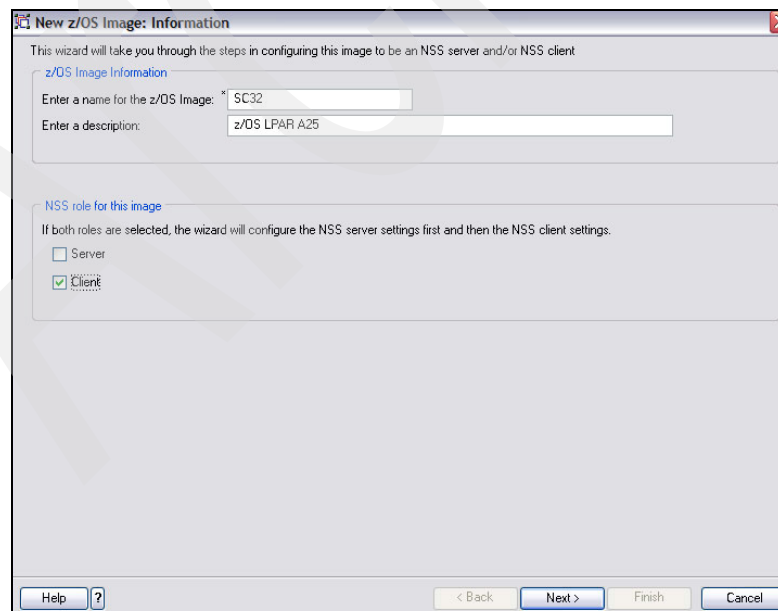 New z/OS Image: Information
This wizard will take you through the steps in configuring this image to be an NSS server and/or NSS client
z/OS Image Information
Enter a name for the z/OS Image: * SC32
Enter a description: z/OS LPAR A25
NSS role for this image
If both roles are selected, the wizard will configure the NSS server settings first and then the NSS client settings.
Server
Client
Help ? < Back Next > Finish Cancel